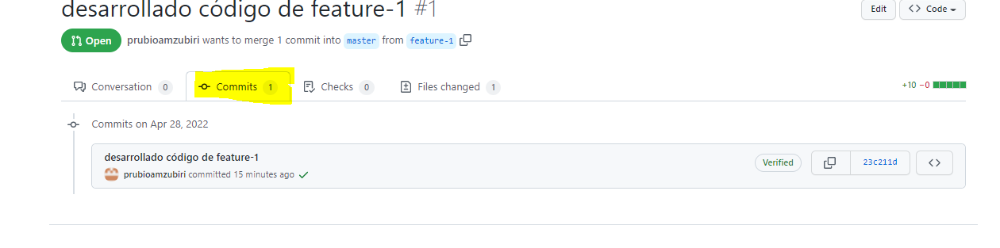 desarrollado código de feature-1 #1
Edit
<> Code
Open
prubioamzubiri wants to merge 1 commit into master from feature-1
Conversation 0
Commits 1
Checks 0
Files changed 1
+10 −0
Commits on Apr 28, 2022
desarrollado código de feature-1
prubioamzubiri committed 15 minutes ago
Verified
23c211d